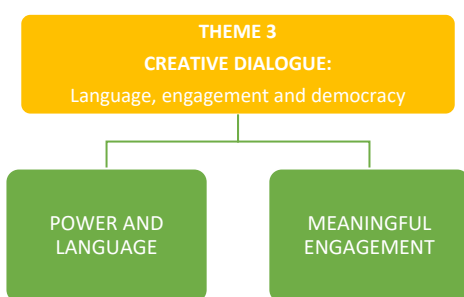 THEME 3
CREATIVE DIALOGUE:
Language, engagement and democracy
POWER AND
LANGUAGE
MEANINGFUL
ENGAGEMENT